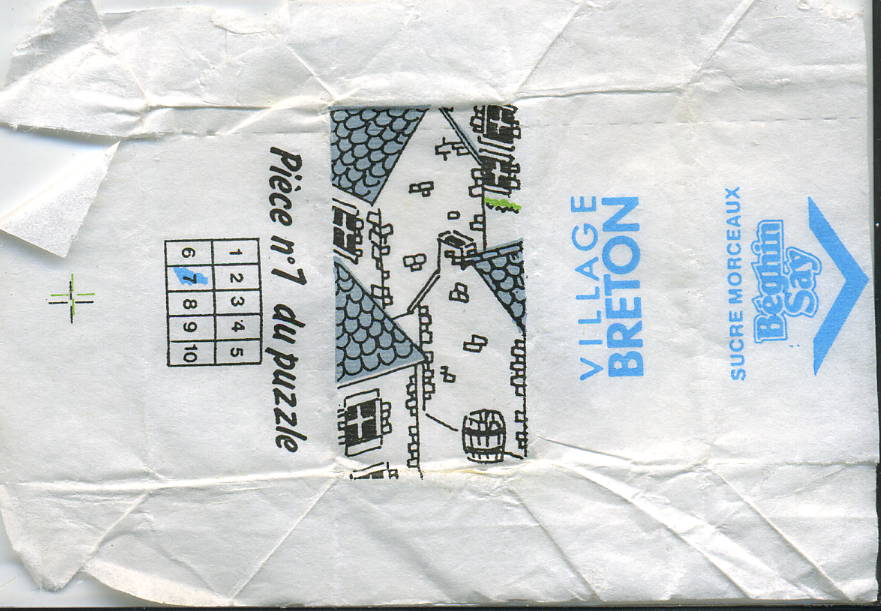 Pièce n°7 du puzzle
1 2 3 4 5
6 7 8 9 10
VILLAGE
BRETON
SUCRE MORCEAUX
Béghin
Say